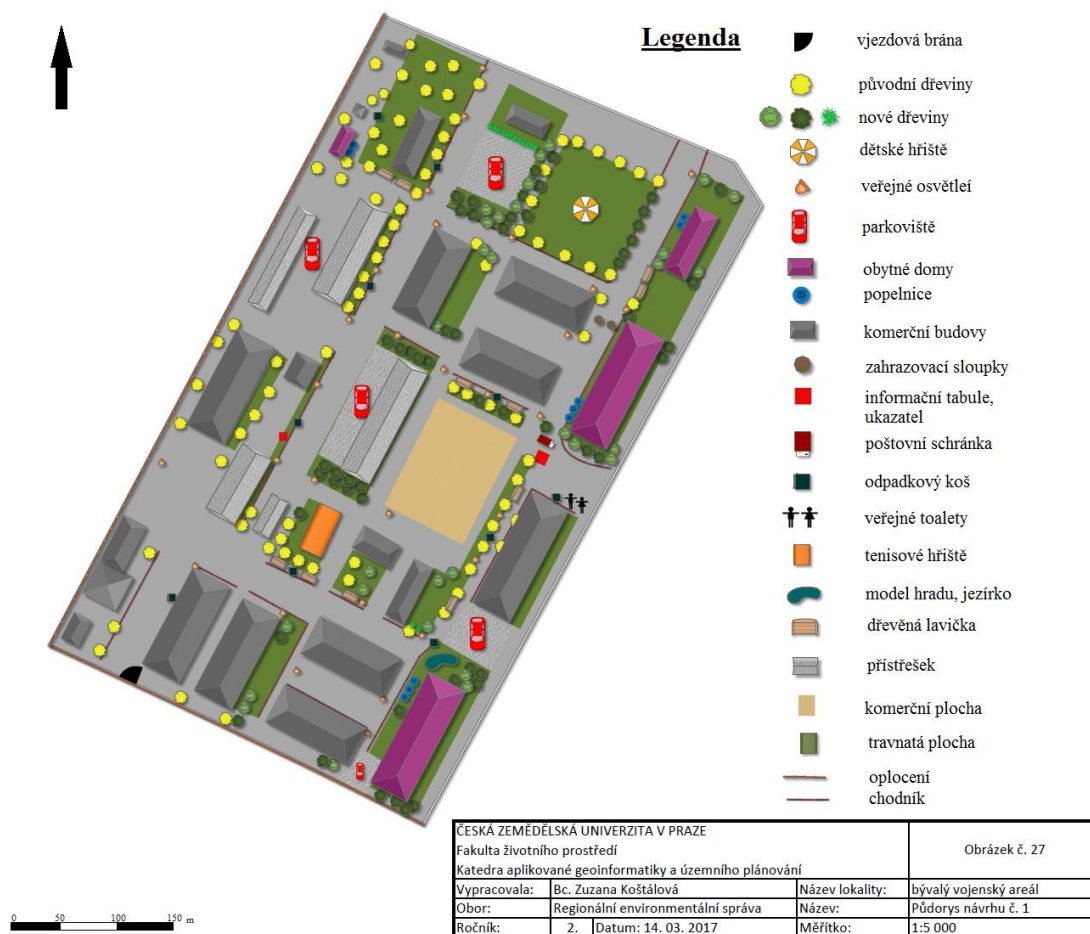 Legenda
vjezdová brána
původní dřeviny
nové dřeviny
dětské hřiště
veřejné osvětleí
parkoviště
obytné domy
popelnice
komerční budovy
zahrazovací sloupky
informační tabule,
ukazatel
poštovní schránka
odpadkový koš
veřejné toalety
tenisové hřiště
model hradu, jezírko
dřevěná lavička
přístřešek
komerční plocha
travnatá plocha
oplocení
chodník
ČESKÁ ZEMĚDĚLSKÁ UNIVERZITA V PRAZE
Fakulta životního prostředí
Katedra aplikované geoinformatiky a územního plánování
Obrázek č. 27
Vypracovala: Bc. Zuzana Koštálová Název lokality: bývalý vojenský areál
Obor: Regionální environmentální správa Název: Půdorys návrhu č. 1
Ročník: 2. Datum: 14. 03. 2017 Měřítko: 1:5 000
0 50 100 150 m